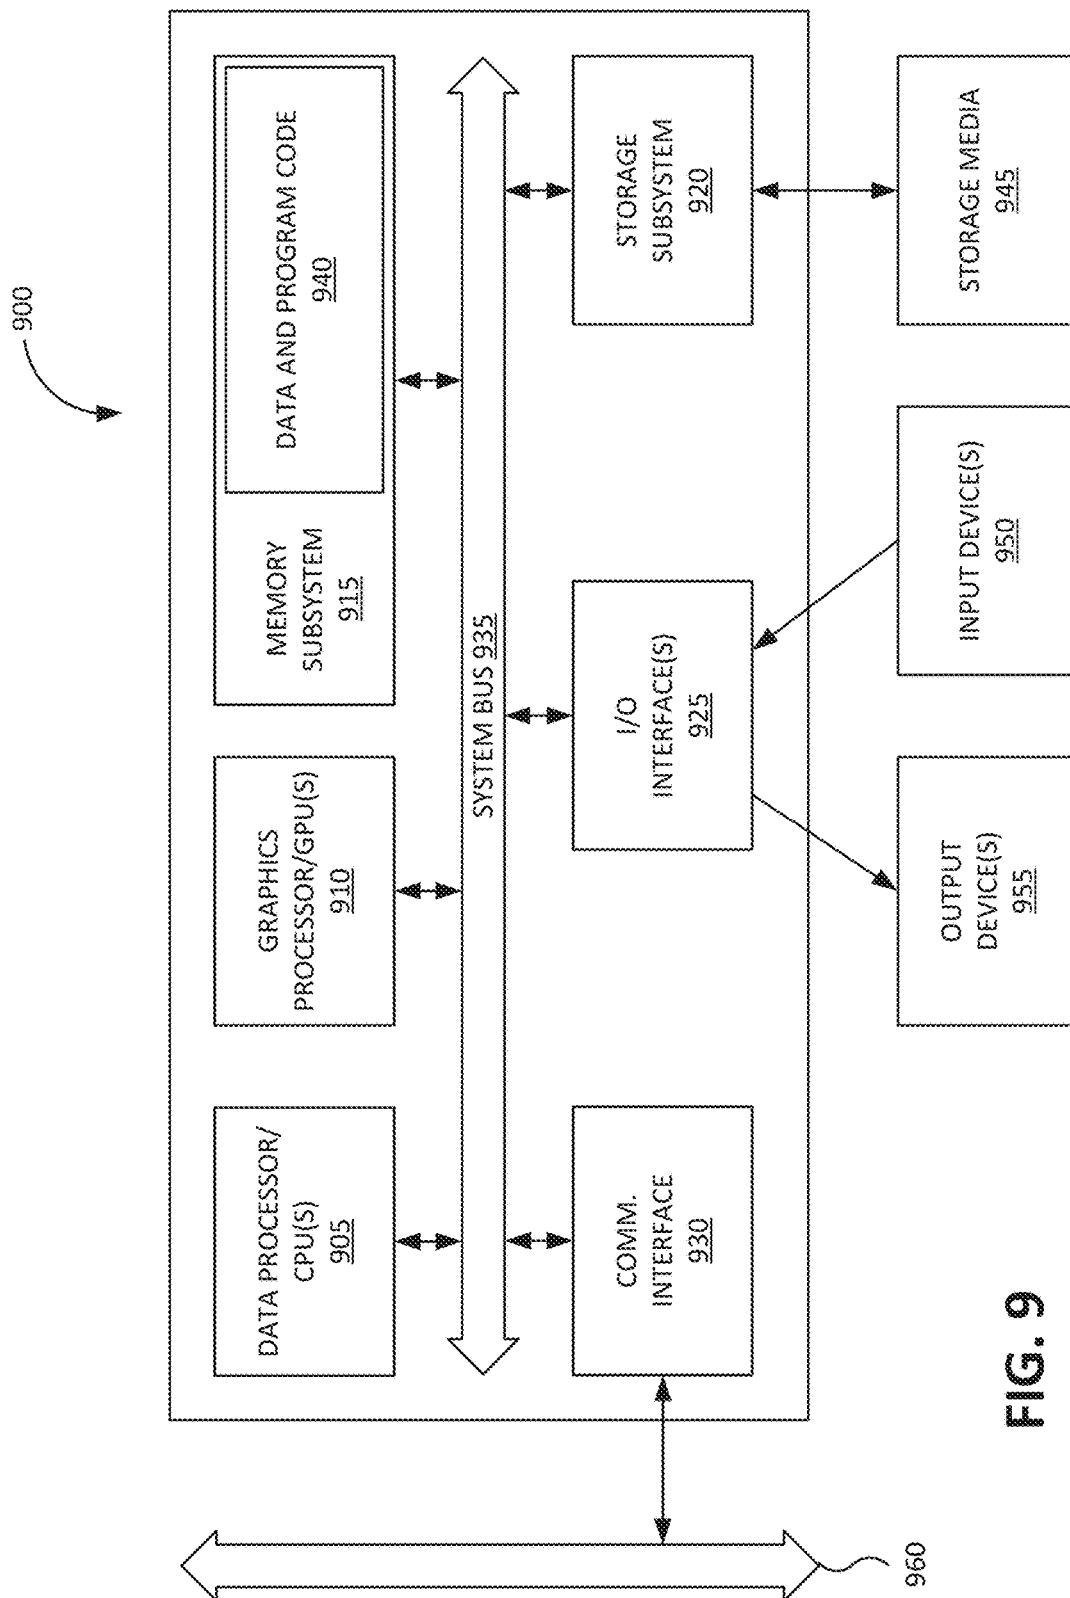 900
DATA PROCESSOR/
CPU(S)
905
GRAPHICS
PROCESSOR/GPU(S)
910
MEMORY
SUBSYSTEM
915
DATA AND PROGRAM CODE
940
SYSTEM BUS 935
COMM.
INTERFACE
930
I/O
INTERFACE(S)
925
STORAGE
SUBSYSTEM
920
OUTPUT
DEVICE(S)
955
INPUT DEVICE(S)
950
STORAGE MEDIA
945
960
FIG. 9